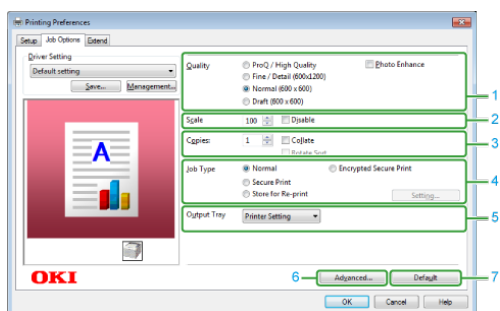 Printing Preferences
Setup Job Options Extend
Driver Setting
Default setting
Save... Management...
Quality
ProQ / High Quality
Photo Enhance
Fine / Detail (600x1200)
Normal (600 x 600)
Draft (600 x 600)
1
Scale 100 Disable
2
Copies: 1 Collate
Rotate Sort
3
Job Type
Normal
Encrypted Secure Print
Secure Print
Store for Re-print
Setting...
4
Output Tray Printer Setting
5
A
OKI
6
Advanced...
Default
7
OK Cancel Help